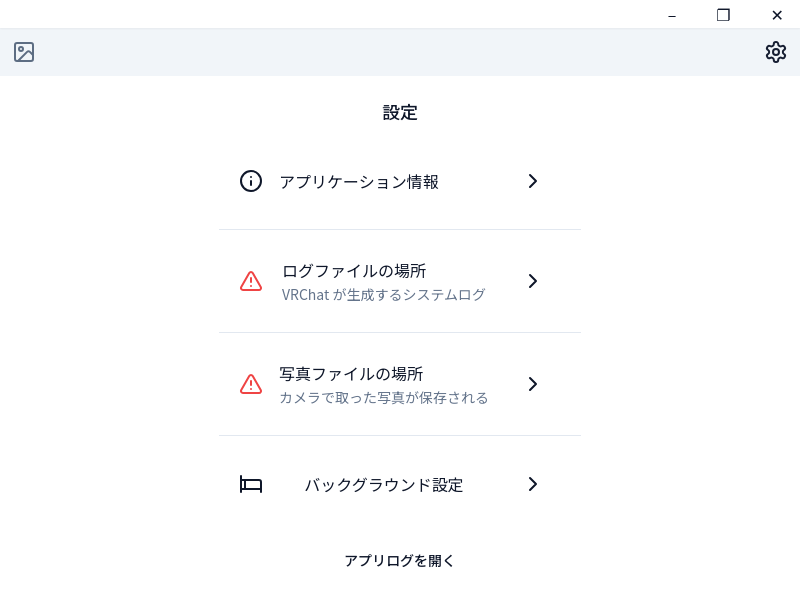 設定
アプリケーション情報
ログファイルの場所
VRChat が生成するシステムログ
写真ファイルの場所
カメラで取った写真が保存される
バックグラウンド設定
アプリログを開く